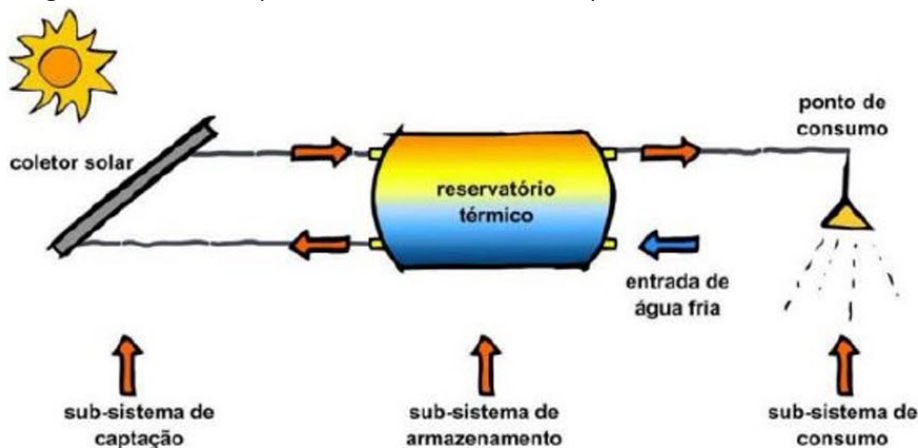 coletor solar
reservatório
térmico
ponto de
consumo
entrada de
água fria
sub-sistema de
captação
sub-sistema de
armazenamento
sub-sistema de
consumo